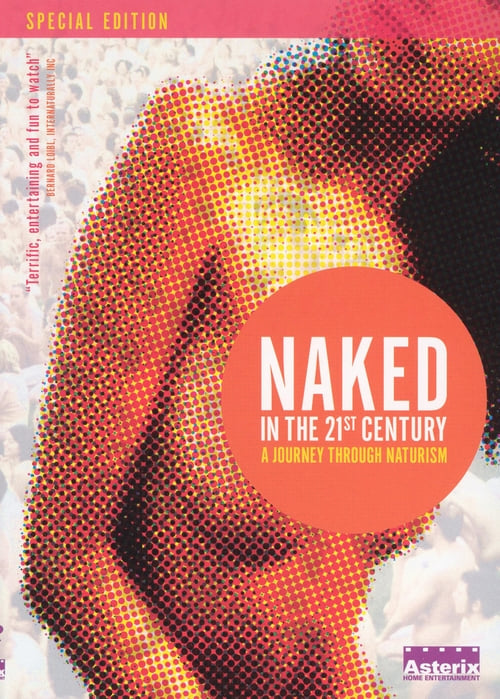 SPECIAL EDITION
"Terrific, entertaining and fun to watch"
BERNARD LOIBL, INTERNATURALLY INC
NAKED
IN THE 21ST CENTURY
A JOURNEY THROUGH NATURISM
Asterix
HOME ENTERTAINMENT